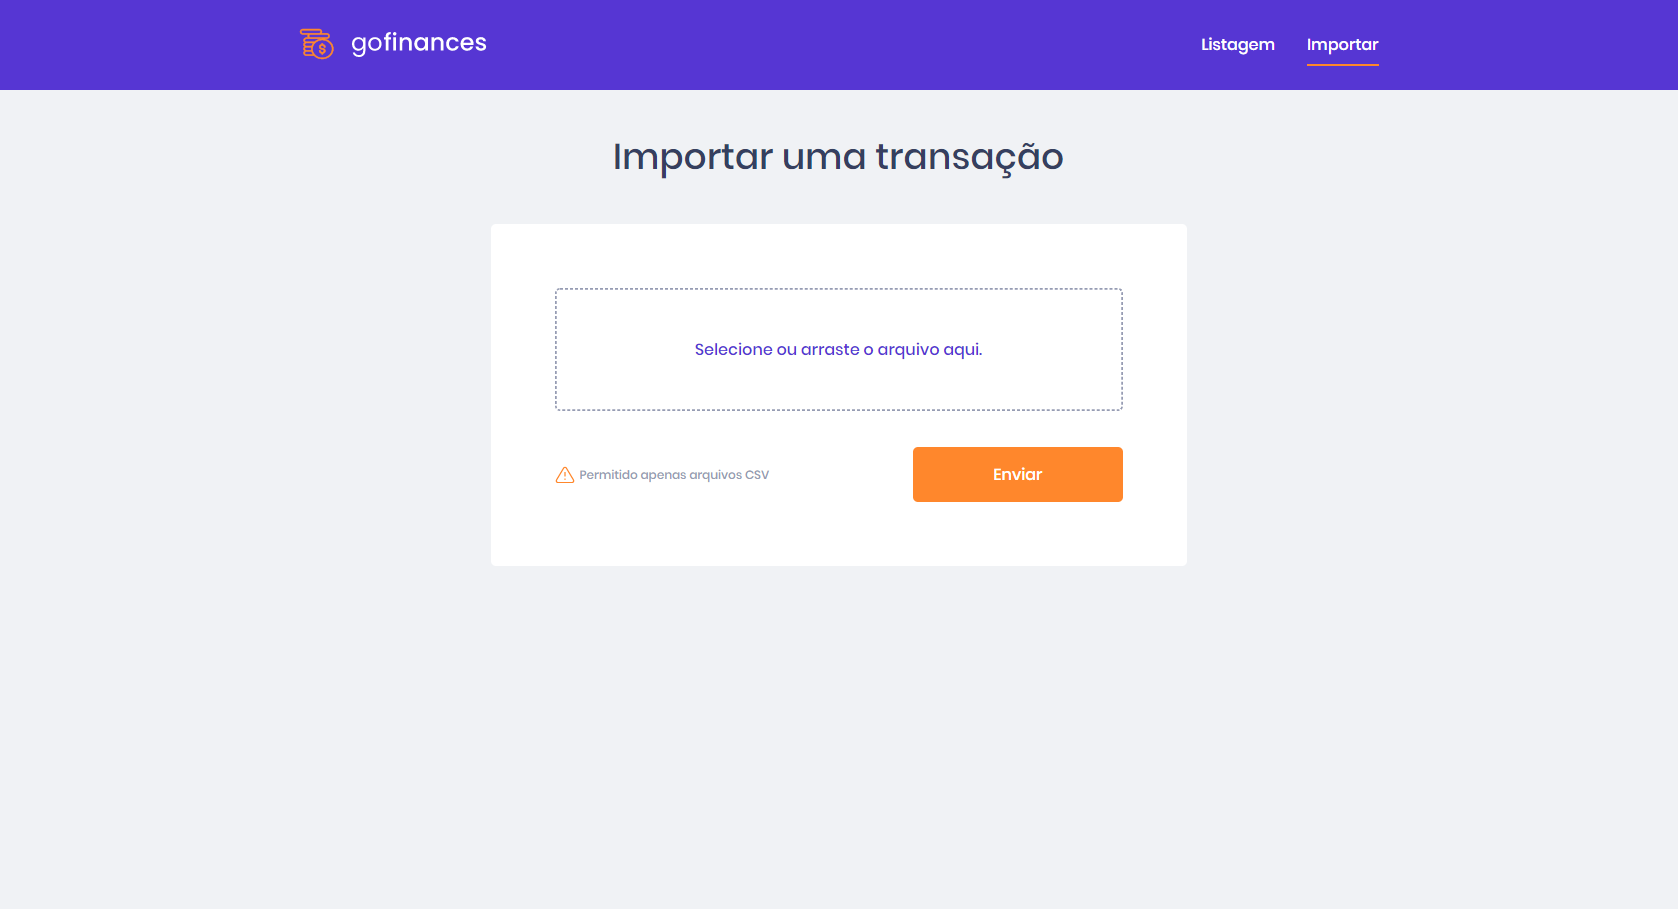 gofinances
Listagem
Importar
Importar uma transação
Selecione ou arraste o arquivo aqui.
Permitido apenas arquivos CSV
Enviar